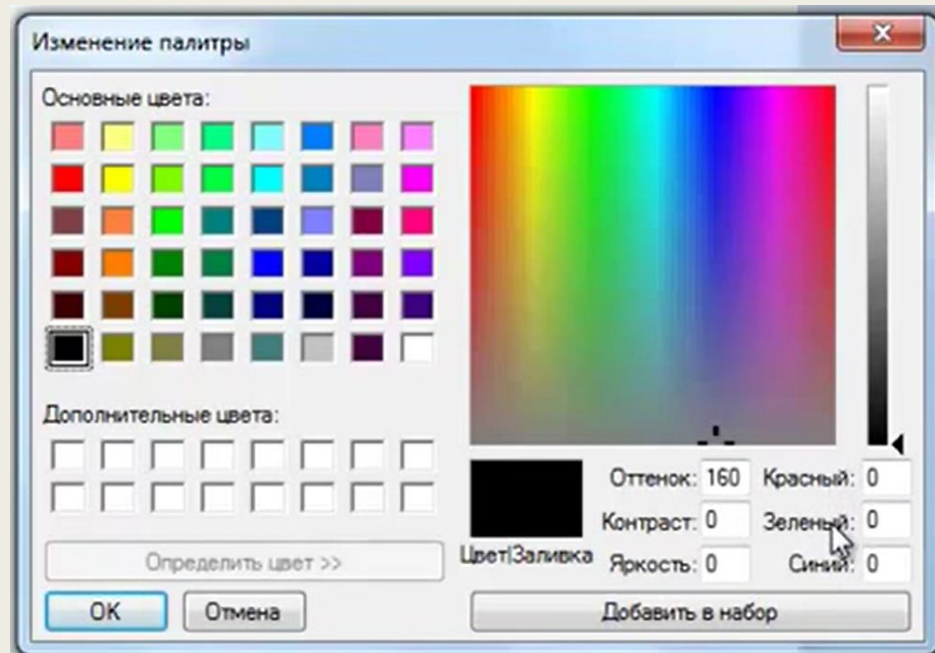 Изменение палитры
Основные цвета:
Дополнительные цвета:
Определить цвет >>
ОК
Отмена
Цвет|Заливка
Оттенок: 160
Контраст: 0
Яркость: 0
Красный: 0
Зеленый: 0
Синий: 0
Добавить в набор